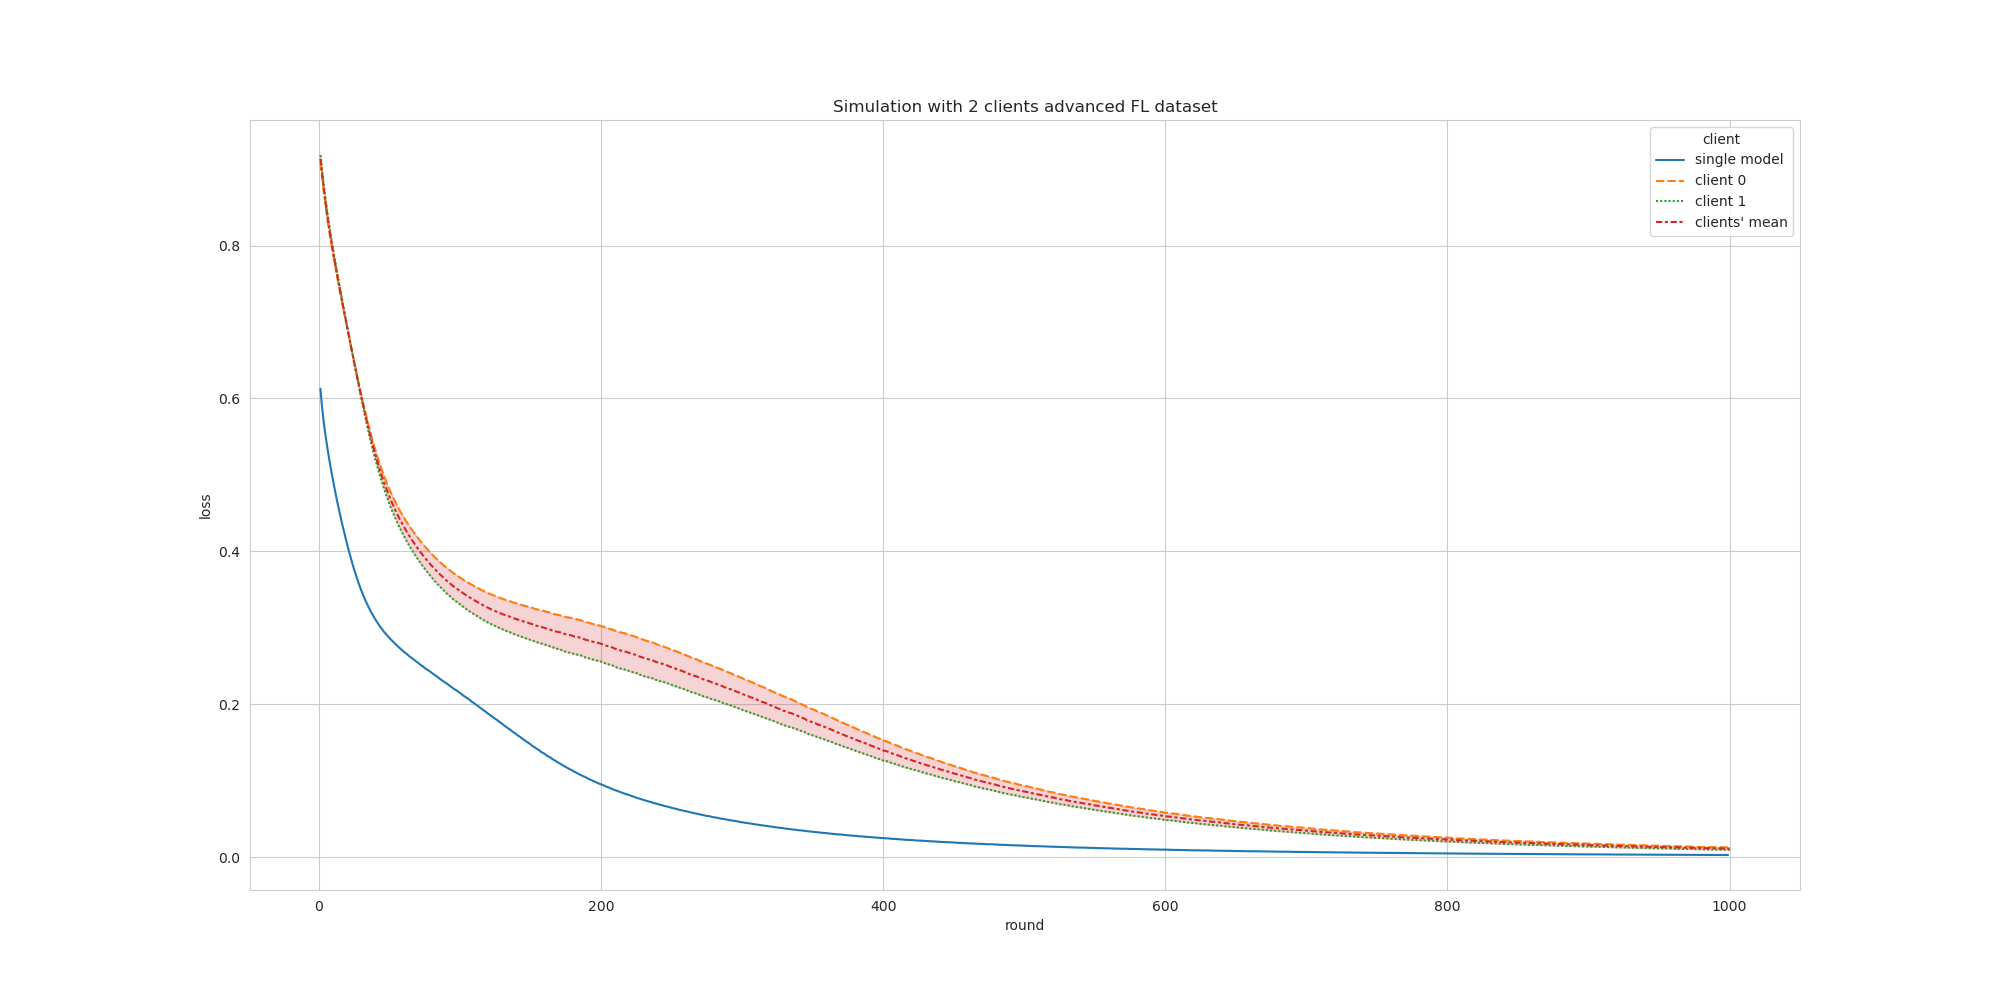 Simulation with 2 clients advanced FL dataset
client
single model
client 0
client 1
clients' mean
loss
0.8
0.6
0.4
0.2
0.0
0 200 400 600 800 1000
round